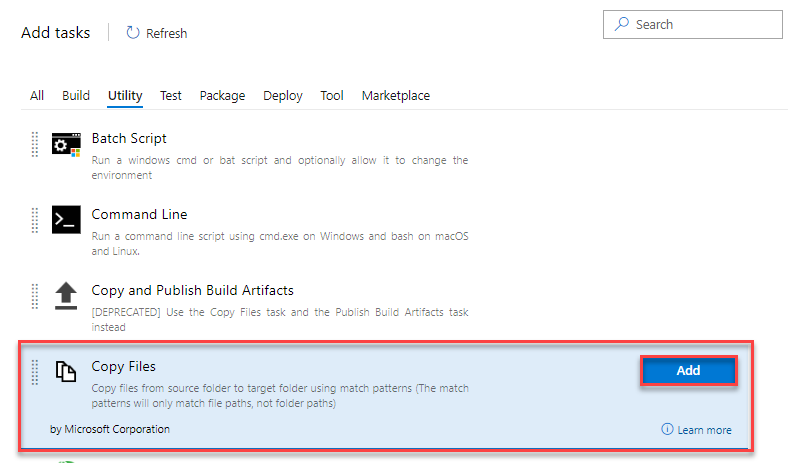 Add tasks
Refresh
Search
All Build Utility Test Package Deploy Tool Marketplace
Batch Script
Run a windows cmd or bat script and optionally allow it to change the
environment
Command Line
Run a command line script using cmd.exe on Windows and bash on macOS
and Linux.
Copy and Publish Build Artifacts
[DEPRECATED] Use the Copy Files task and the Publish Build Artifacts task
instead
Copy Files
Add
Copy files from source folder to target folder using match patterns (The match
patterns will only match file paths, not folder paths)
by Microsoft Corporation
Learn more